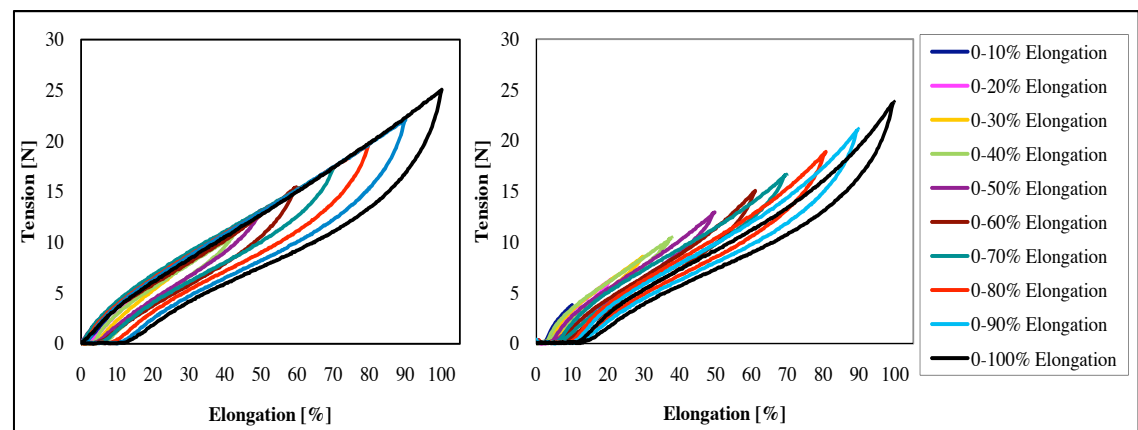 30
25
20
15
10
5
0
Tension [N]
0 10 20 30 40 50 60 70 80 90 100
Elongation [%]
30
25
20
15
10
5
0
Tension [N]
0 10 20 30 40 50 60 70 80 90 100
Elongation [%]
0-10% Elongation
0-20% Elongation
0-30% Elongation
0-40% Elongation
0-50% Elongation
0-60% Elongation
0-70% Elongation
0-80% Elongation
0-90% Elongation
0-100% Elongation